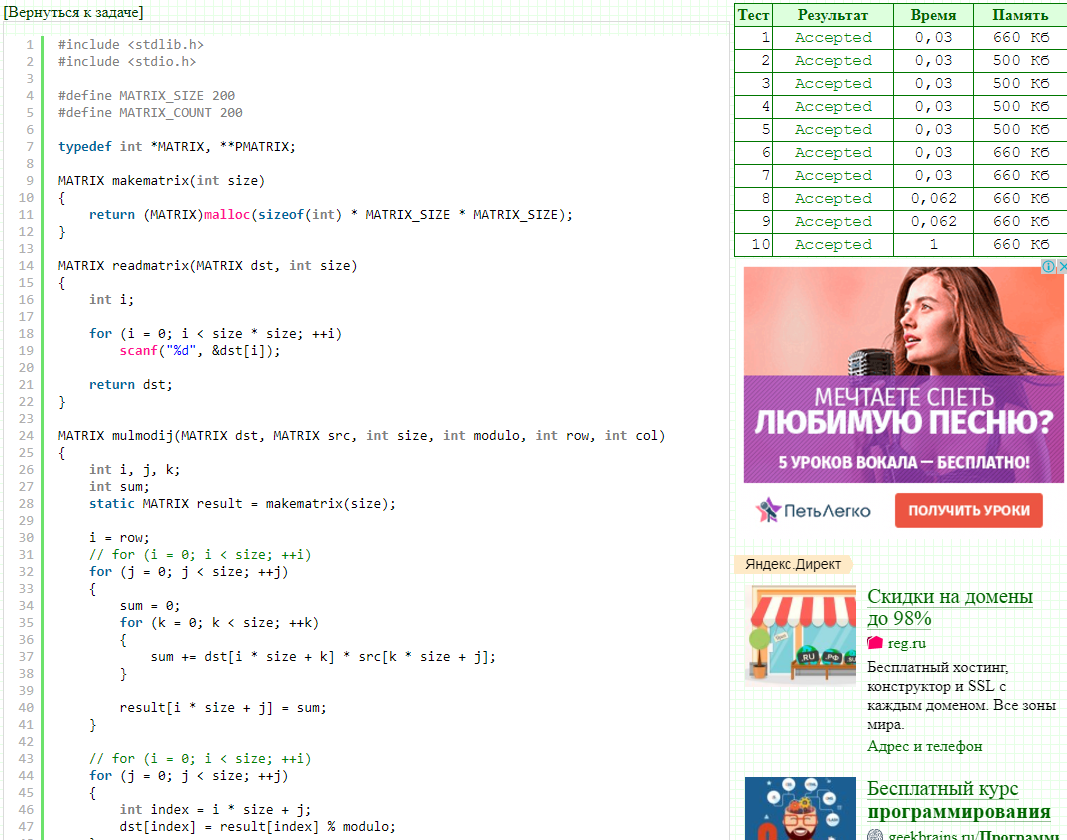 [Вернуться к задаче]
1 #include <stdlib.h>
2 #include <stdio.h>
3
4 #define MATRIX_SIZE 200
5 #define MATRIX_COUNT 200
6
7 typedef int *MATRIX, **PMATRIX;
8
9 MATRIX makematrix(int size)
10 {
11     return (MATRIX)malloc(sizeof(int) * MATRIX_SIZE * MATRIX_SIZE);
12 }
13
14 MATRIX readmatrix(MATRIX dst, int size)
15 {
16     int i;
17
18     for (i = 0; i < size * size; ++i)
19         scanf("%d", &dst[i]);
20
21     return dst;
22 }
23
24 MATRIX mulmodij(MATRIX dst, MATRIX src, int size, int modulo, int row, int col)
25 {
26     int i, j, k;
27     int sum;
28     static MATRIX result = makematrix(size);
29
30     i = row;
31     // for (i = 0; i < size; ++i)
32     for (j = 0; j < size; ++j)
33     {
34         sum = 0;
35         for (k = 0; k < size; ++k)
36         {
37             sum += dst[i * size + k] * src[k * size + j];
38         }
39
40         result[i * size + j] = sum;
41     }
42
43     // for (i = 0; i < size; ++i)
44     for (j = 0; j < size; ++j)
45     {
46         int index = i * size + j;
47         dst[index] = result[index] % modulo;
Тест Результат Время Память
1 Accepted 0,03 660 Кб
2 Accepted 0,03 500 Кб
3 Accepted 0,03 500 Кб
4 Accepted 0,03 500 Кб
5 Accepted 0,03 500 Кб
6 Accepted 0,03 660 Кб
7 Accepted 0,03 660 Кб
8 Accepted 0,062 660 Кб
9 Accepted 0,062 660 Кб
10 Accepted 1 660 Кб
МЕЧТАЕТЕ СПЕТЬ
ЛЮБИМУЮ ПЕСНЮ?
5 УРОКОВ ВОКАЛА — БЕСПЛАТНО!
ПетьЛегко
ПОЛУЧИТЬ УРОКИ
Яндекс.Директ
.RU .РФ
Скидки на домены
до 98%
reg.ru
Бесплатный хостинг,
конструктор и SSL с
каждым доменом. Все зоны
мира.
Адрес и телефон
Бесплатный курс
программирования
geekbrains.ru/Программ